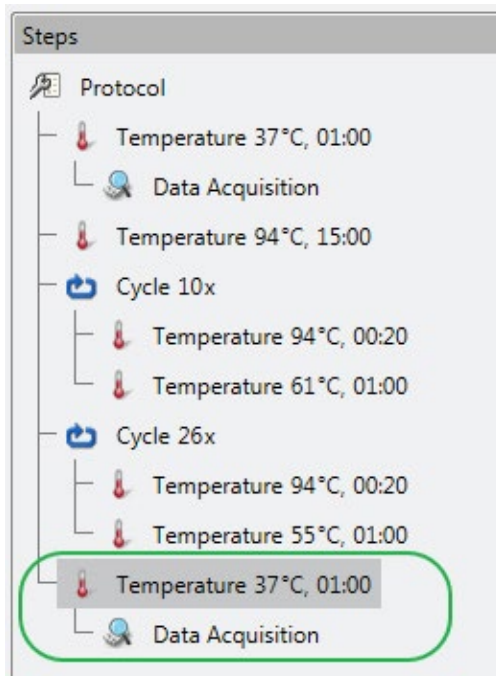 Steps
Protocol
Temperature 37°C, 01:00
Data Acquisition
Temperature 94°C, 15:00
Cycle 10x
Temperature 94°C, 00:20
Temperature 61°C, 01:00
Cycle 26x
Temperature 94°C, 00:20
Temperature 55°C, 01:00
Temperature 37°C, 01:00
Data Acquisition